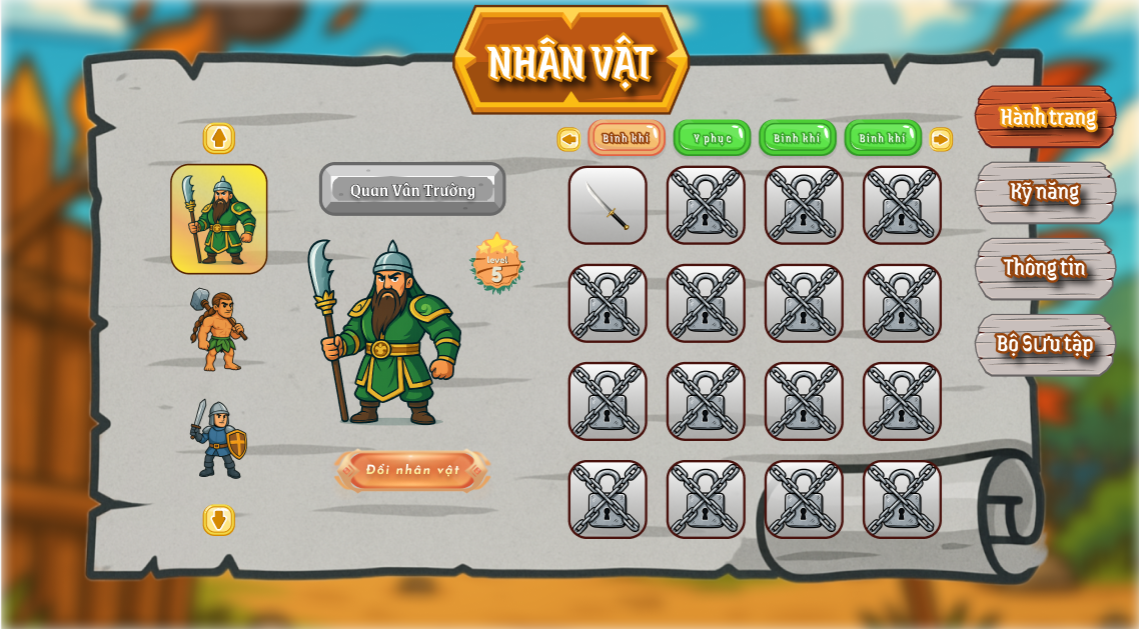 NHÂN VẬT
Binh khí
Y phục
Binh khí
Binh khí
Hành trang
Kỹ năng
Thông tin
Bộ Sưu tập
Quan Vân Trường
level
5
Đổi nhân vật